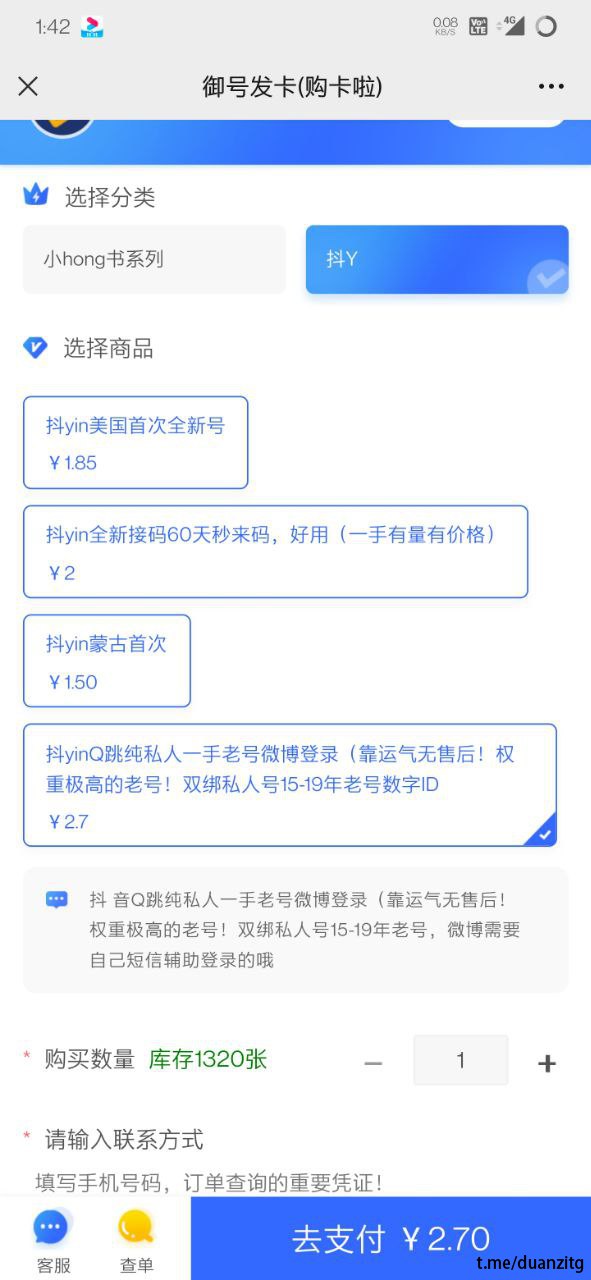 1:42
0.08
KB/S
Vo
LTE
4G
御号发卡(购卡啦)
选择分类
小hong书系列
抖Y
选择商品
抖yin美国首次全新号
￥1.85
抖yin全新接码60天秒来码，好用（一手有量有价格）
￥2
抖yin蒙古首次
￥1.50
抖yinQ跳纯私人一手老号微博登录（靠运气无售后！权
重极高的老号！双绑私人号15-19年老号数字ID
￥2.7
抖 音Q跳纯私人一手老号微博登录（靠运气无售后！
权重极高的老号！双绑私人号15-19年老号，微博需要
自己短信辅助登录的哦
* 购买数量 库存1320张
− 1 +
* 请输入联系方式
填写手机号码，订单查询的重要凭证！
客服
查单
去支付 ￥2.70
t.me/duanzitg